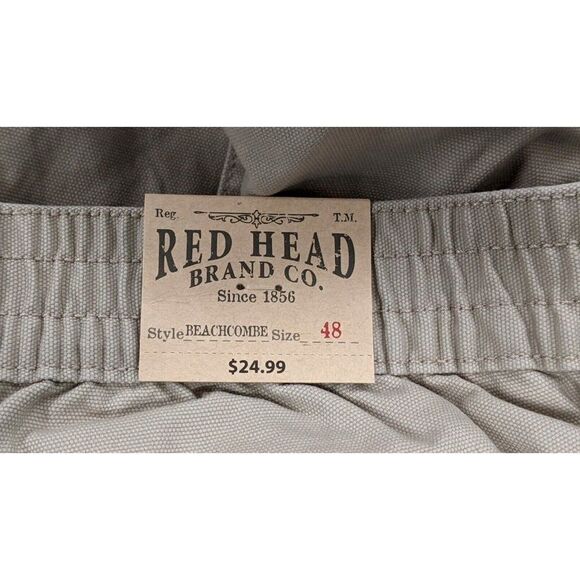 Reg. T.M.
RED HEAD
BRAND CO.
Since 1856
Style BEACHCOMBE Size 48
$24.99